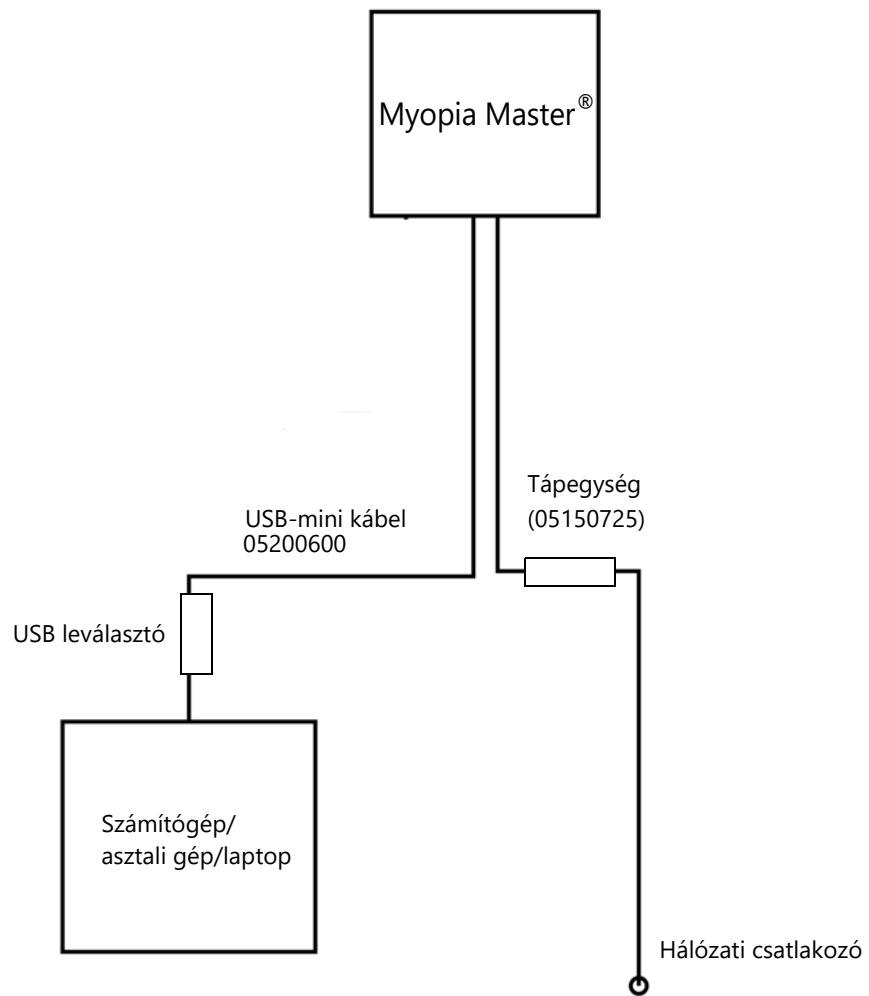 Myopia Master®
Tápegység
(05150725)
USB-mini kábel
05200600
USB leválasztó
Számítógép/
asztali gép/laptop
Hálózati csatlakozó